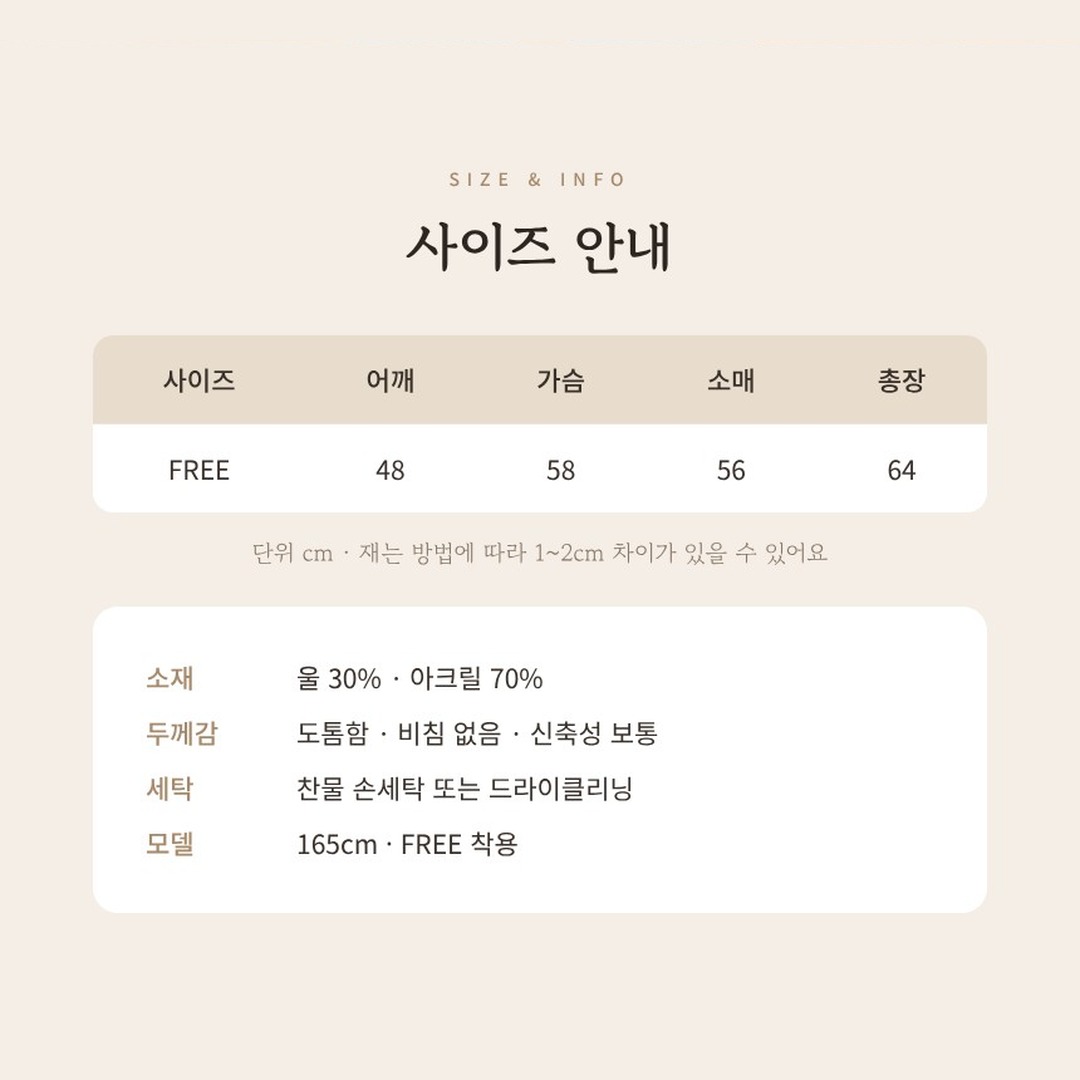 SIZE & INFO
사이즈 안내
사이즈 어깨 가슴 소매 총장
FREE 48 58 56 64
단위 cm · 재는 방법에 따라 1~2cm 차이가 있을 수 있어요
소재 울 30% · 아크릴 70%
두께감 도톰함 · 비침 없음 · 신축성 보통
세탁 찬물 손세탁 또는 드라이클리닝
모델 165cm · FREE 착용